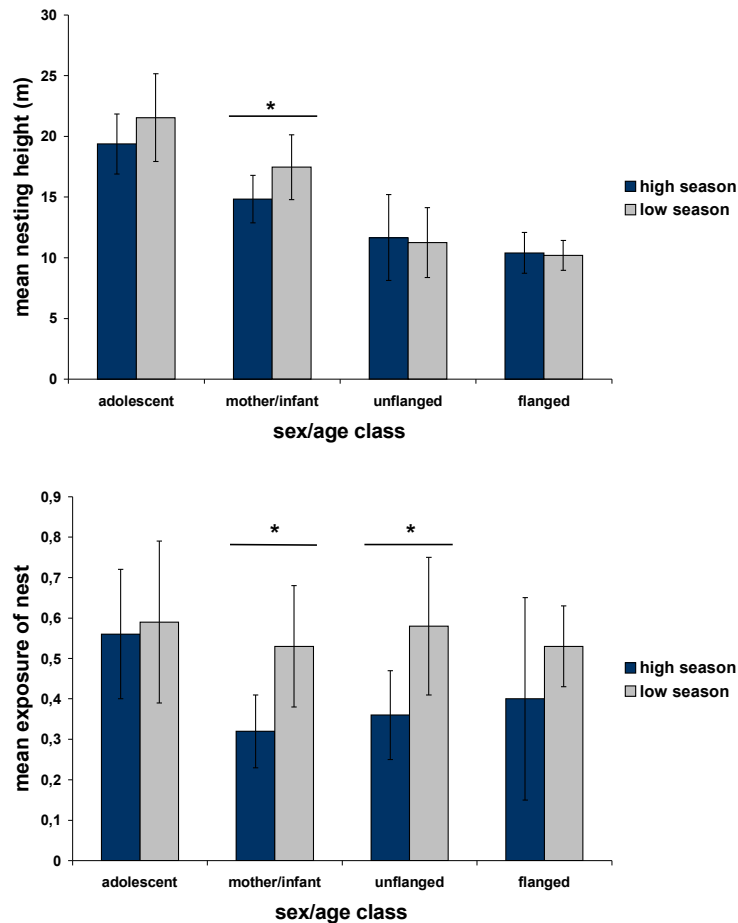 30
25
20
15
10
5
0
mean nesting height (m)
*
high season
low season
adolescent mother/infant unflanged flanged
sex/age class
0,9
0,8
0,7
0,6
0,5
0,4
0,3
0,2
0,1
0
mean exposure of nest
* *
high season
low season
adolescent mother/infant unflanged flanged
sex/age class